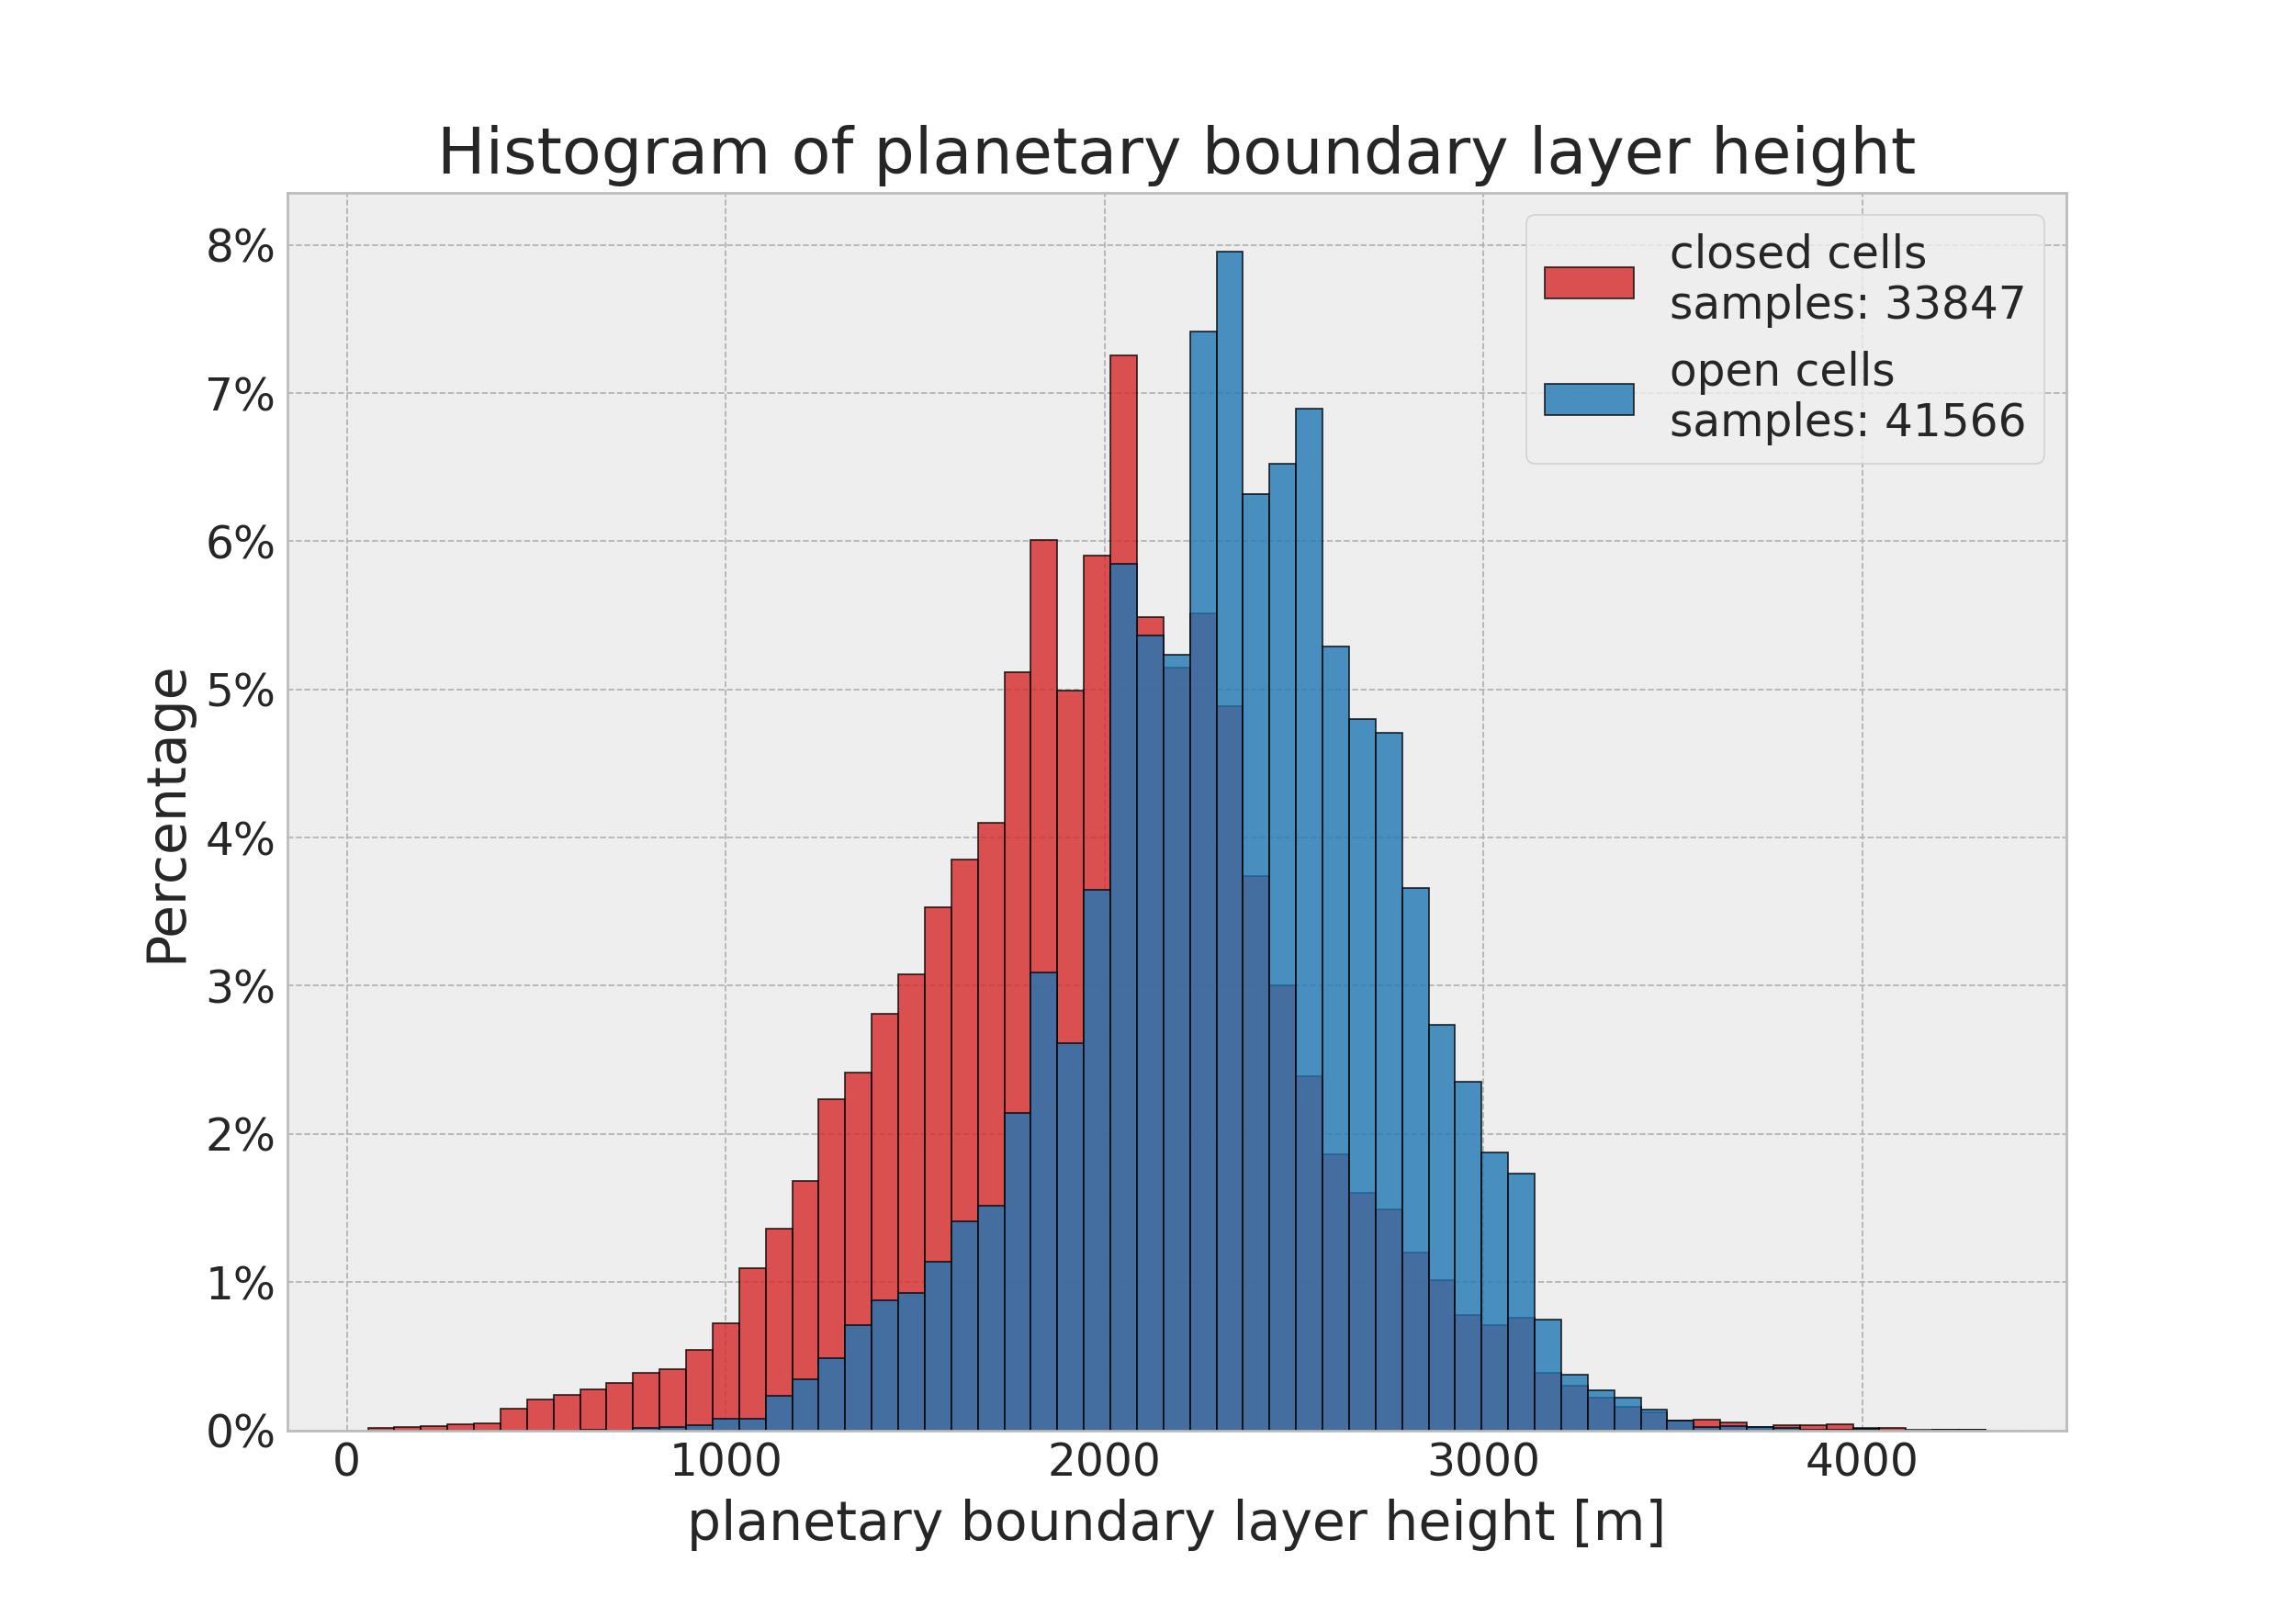 Histogram of planetary boundary layer height
closed cells
samples: 33847
open cells
samples: 41566
8%
7%
6%
5%
4%
3%
2%
1%
0%
Percentage
0
1000
2000
3000
4000
planetary boundary layer height [m]